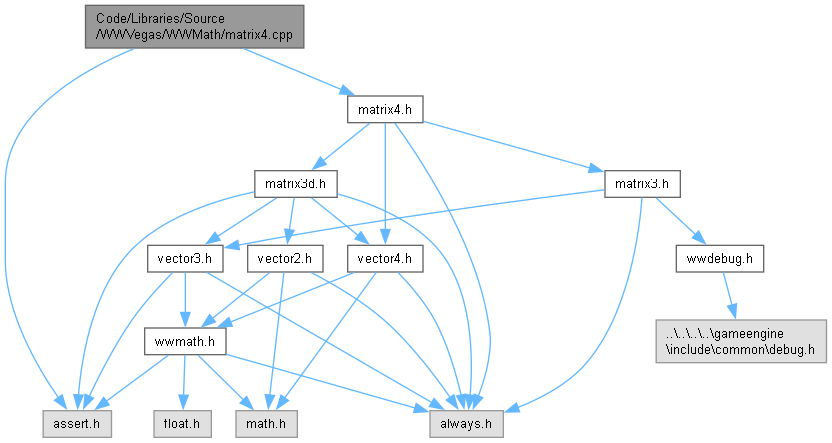 Code/Libraries/Source
/WWVegas/WWMath/matrix4.cpp
matrix4.h
matrix3d.h
matrix3.h
vector3.h
vector2.h
vector4.h
wwdebug.h
wwmath.h
..\..\..\..\gameengine
\include\common\debug.h
assert.h
float.h
math.h
always.h